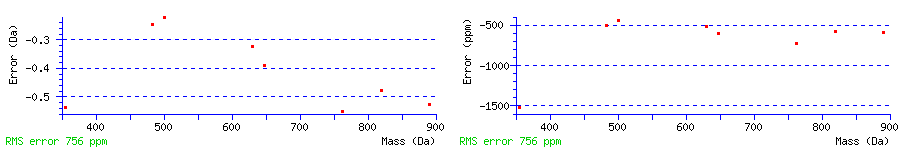 Error (Da)
-0.3
-0.4
-0.5
400 500 600 700 800 900
RMS error 756 ppm Mass (Da)
Error (ppm)
-500
-1000
-1500
400 500 600 700 800 900
RMS error 756 ppm Mass (Da)